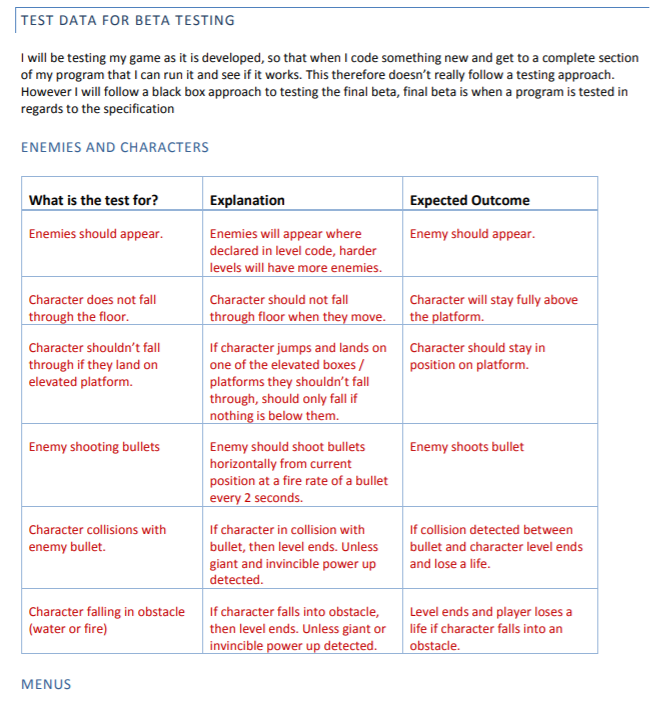 TEST DATA FOR BETA TESTING
I will be testing my game as it is developed, so that when I code something new and get to a complete section
of my program that I can run it and see if it works. This therefore doesn't really follow a testing approach.
However I will follow a black box approach to testing the final beta, final beta is when a program is tested in
regards to the specification
ENEMIES AND CHARACTERS
What is the test for?
Explanation
Expected Outcome
Enemies should appear.
Enemies will appear where
declared in level code, harder
levels will have more enemies.
Enemy should appear.
Character does not fall
through the floor.
Character should not fall
through floor when they move.
Character will stay fully above
the platform.
Character shouldn't fall
through if they land on
elevated platform.
If character jumps and lands on
one of the elevated boxes /
platforms they shouldn't fall
through, should only fall if
nothing is below them.
Character should stay in
position on platform.
Enemy shooting bullets
Enemy should shoot bullets
horizontally from current
position at a fire rate of a bullet
every 2 seconds.
Enemy shoots bullet
Character collisions with
enemy bullet.
If character in collision with
bullet, then level ends. Unless
giant and invincible power up
detected.
If collision detected between
bullet and character level ends
and lose a life.
Character falling in obstacle
(water or fire)
If character falls into obstacle,
then level ends. Unless giant or
invincible power up detected.
Level ends and player loses a
life if character falls into an
obstacle.
MENUS